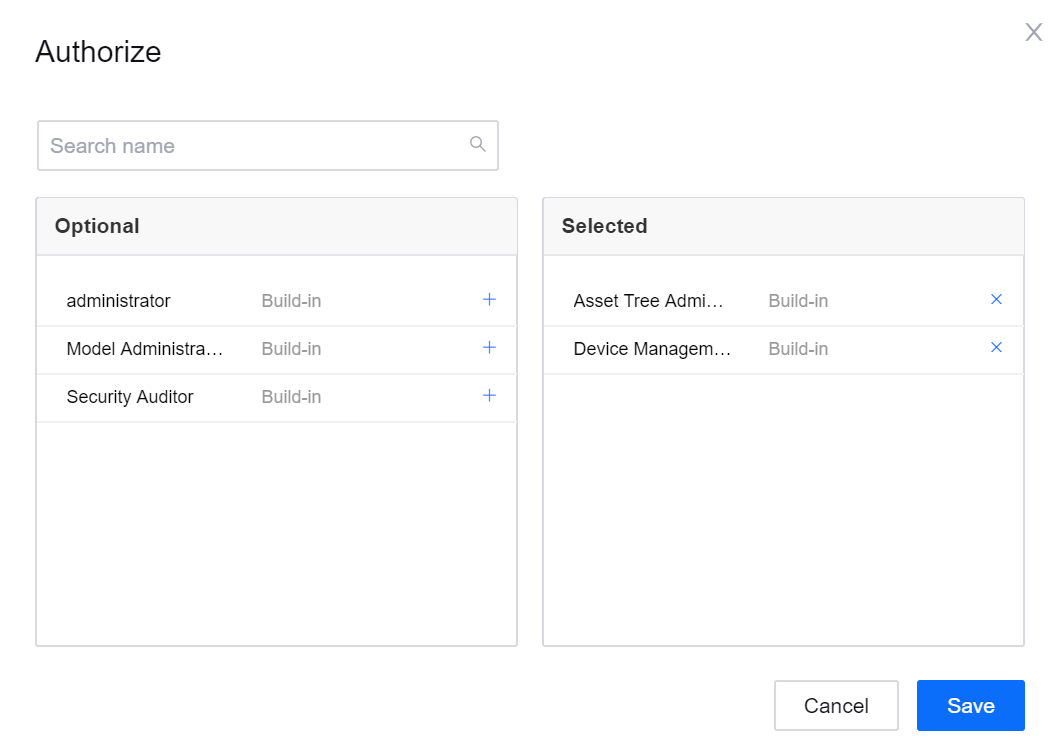 Authorize
Search name
Optional
administrator Build-in
Model Administra... Build-in
Security Auditor Build-in
Selected
Asset Tree Admi... Build-in
Device Managem... Build-in
Cancel Save